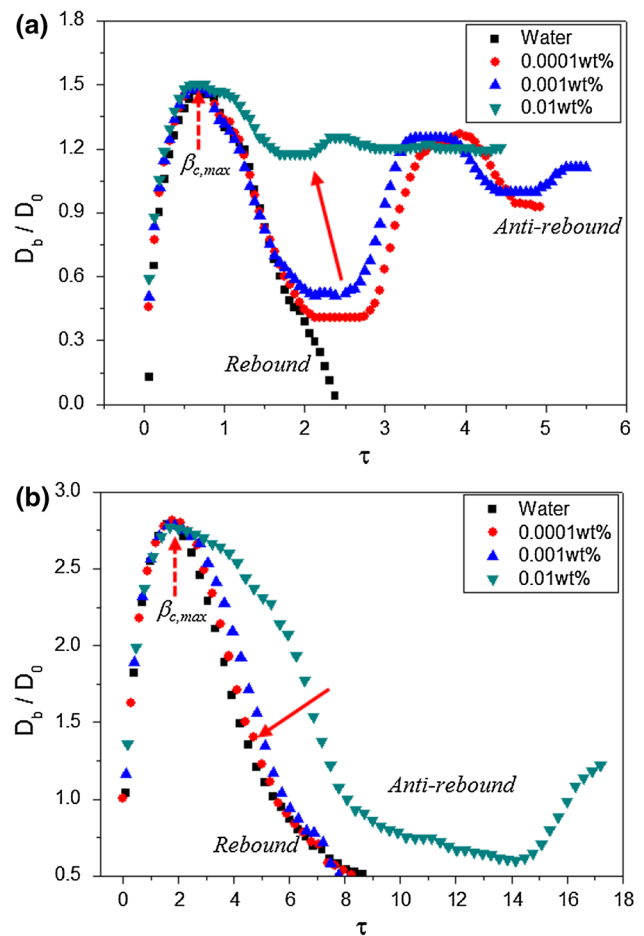 (a)
1.8
1.5
1.2
0.9
0.6
0.3
0.0
D_b / D_0
Water
0.0001wt%
0.001wt%
0.01wt%
β_c,max
Anti-rebound
Rebound
0 1 2 3 4 5 6
τ
(b)
3.0
2.5
2.0
1.5
1.0
0.5
D_b / D_0
Water
0.0001wt%
0.001wt%
0.01wt%
β_c,max
Anti-rebound
Rebound
0 2 4 6 8 10 12 14 16 18
τ